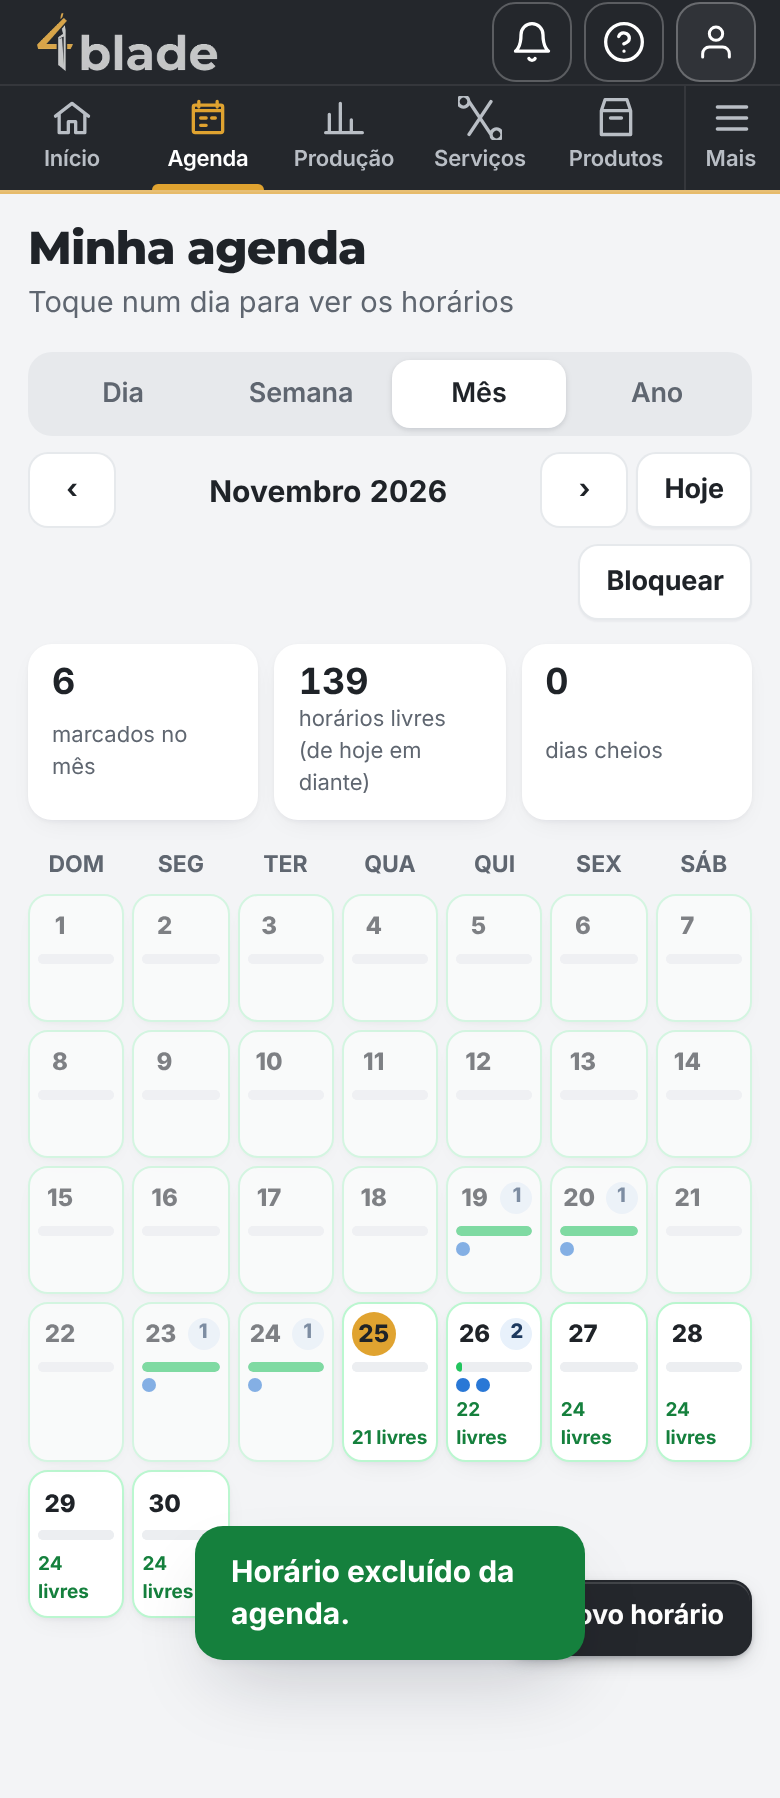 4blade
Início Agenda Produção Serviços Produtos Mais
Minha agenda
Toque num dia para ver os horários
Dia Semana Mês Ano
‹ Novembro 2026 › Hoje
Bloquear
6
marcados no
mês
139
horários livres
(de hoje em
diante)
0
dias cheios
DOM SEG TER QUA QUI SEX SÁB
1 2 3 4 5 6 7
8 9 10 11 12 13 14
15 16 17 18 19 1 20 1 21
22 23 1 24 1 25 26 2 27 28
21 livres
22
livres
24
livres
24
livres
29 30
24
livres
24
livres
Horário excluído da
agenda.
ovo horário